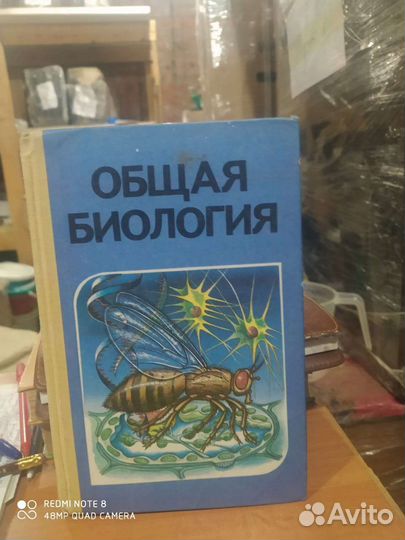 ОБЩАЯ
БИОЛОГИЯ
REDMI NOTE 8
48MP QUAD CAMERA
Avito